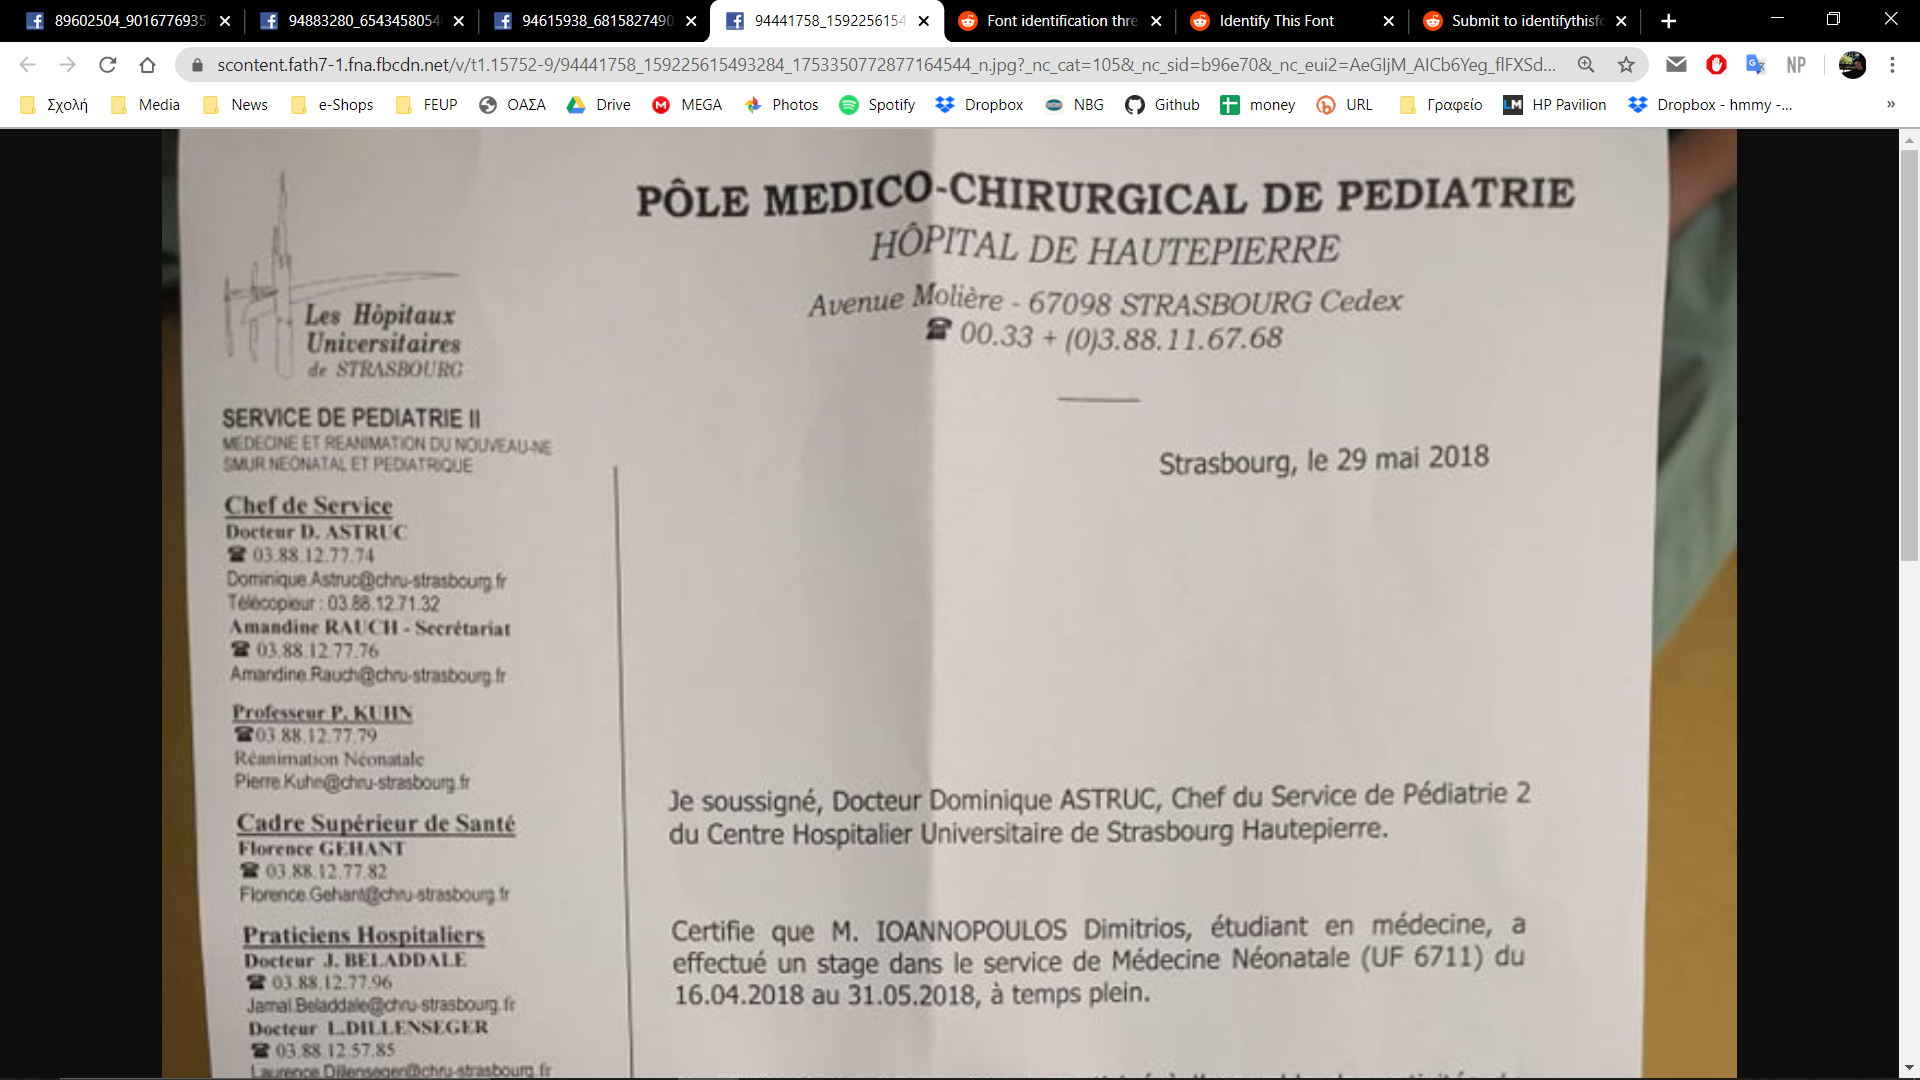 89602504_9016776935
94883280_6543458054
94615938_6815827490
94441758_1592256154
Font identification thre
Identify This Font
Submit to identifythisfo
scontent.fath7-1.fna.fbcdn.net/v/t1.15752-9/94441758_159225615493284_1753350772877164544_n.jpg?_nc_cat=105&_nc_sid=b96e70&_nc_eui2=AeGIjM_AICb6Yeg_flFXSd...
NP
Σχολή
Media
News
e-Shops
FEUP
ΟΑΣΑ
Drive
MEGA
Photos
Spotify
Dropbox
NBG
Github
money
URL
Γραφείο
HP Pavilion
Dropbox - hmmy -...
»
PÔLE MEDICO-CHIRURGICAL DE PEDIATRIE
HÔPITAL DE HAUTEPIERRE
Avenue Molière - 67098 STRASBOURG Cedex
☎ 00.33 + (0)3.88.11.67.68
Les Hôpitaux
Universitaires
de STRASBOURG
SERVICE DE PEDIATRIE II
MEDECINE ET REANIMATION DU NOUVEAU-NE
SMUR NEONATAL ET PEDIATRIQUE
Chef de Service
Docteur D. ASTRUC
☎ 03.88.12.77.74
Dominique.Astruc@chru-strasbourg.fr
Télécopieur : 03.88.12.71.32
Amandine RAUCH - Secrétariat
☎ 03.88.12.77.76
Amandine.Rauch@chru-strasbourg.fr
Professeur P. KUHN
☎03.88.12.77.79
Réanimation Néonatale
Pierre.Kuhn@chru-strasbourg.fr
Cadre Supérieur de Santé
Florence GEHANT
☎ 03.88.12.77.82
Florence.Gehant@chru-strasbourg.fr
Praticiens Hospitaliers
Docteur J. BELADDALE
☎ 03.88.12.77.96
Jamal.Beladdale@chru-strasbourg.fr
Docteur L.DILLENSEGER
☎ 03.88.12.57.85
Laurence.Dillenseger@chru-strasbourg.fr
Strasbourg, le 29 mai 2018
Je soussigné, Docteur Dominique ASTRUC, Chef du Service de Pédiatrie 2
du Centre Hospitalier Universitaire de Strasbourg Hautepierre.
Certifie que M. IOANNOPOULOS Dimitrios, étudiant en médecine, a
effectué un stage dans le service de Médecine Néonatale (UF 6711) du
16.04.2018 au 31.05.2018, à temps plein.